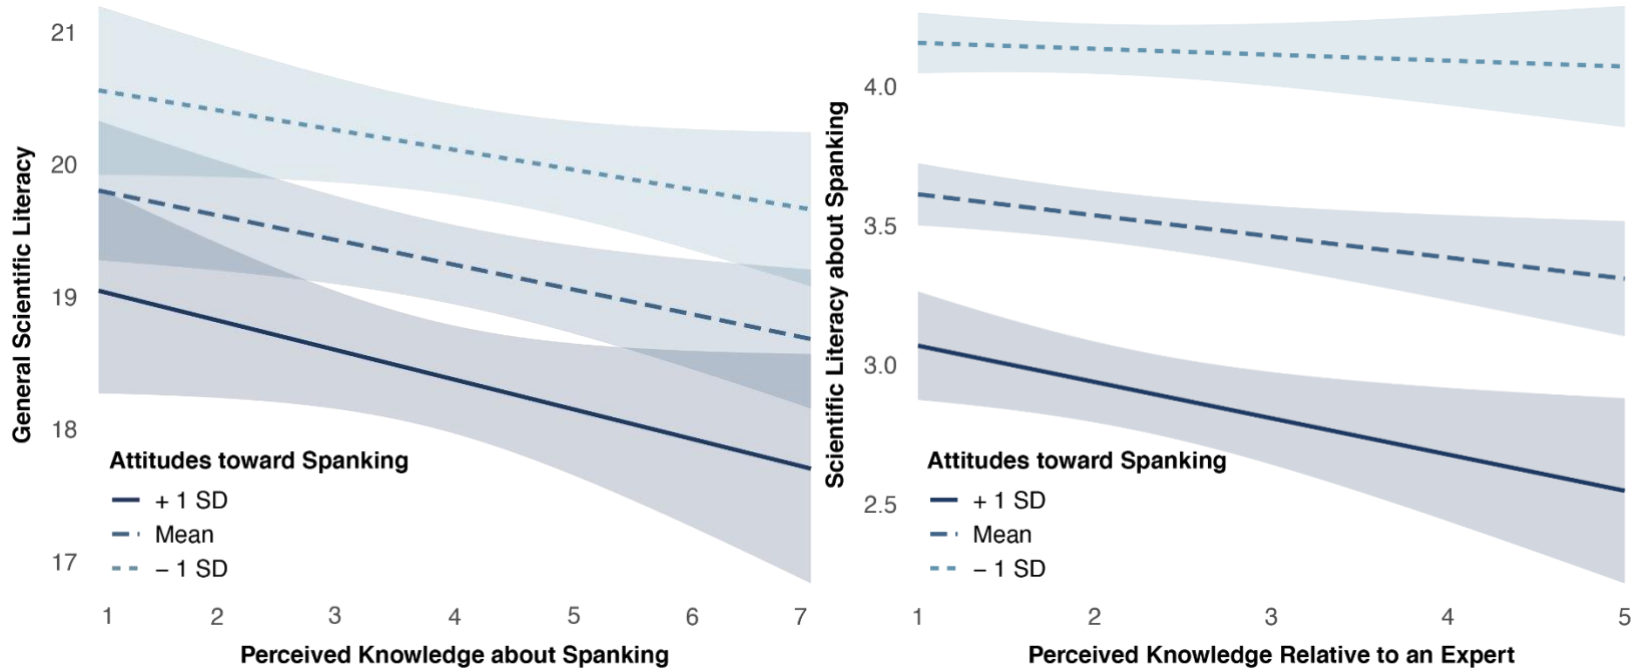 General Scientific Literacy
21
20
19
18
17
Attitudes toward Spanking
+ 1 SD
Mean
− 1 SD
1 2 3 4 5 6 7
Perceived Knowledge about Spanking
Scientific Literacy about Spanking
4.0
3.5
3.0
2.5
Attitudes toward Spanking
+ 1 SD
Mean
− 1 SD
1 2 3 4 5
Perceived Knowledge Relative to an Expert